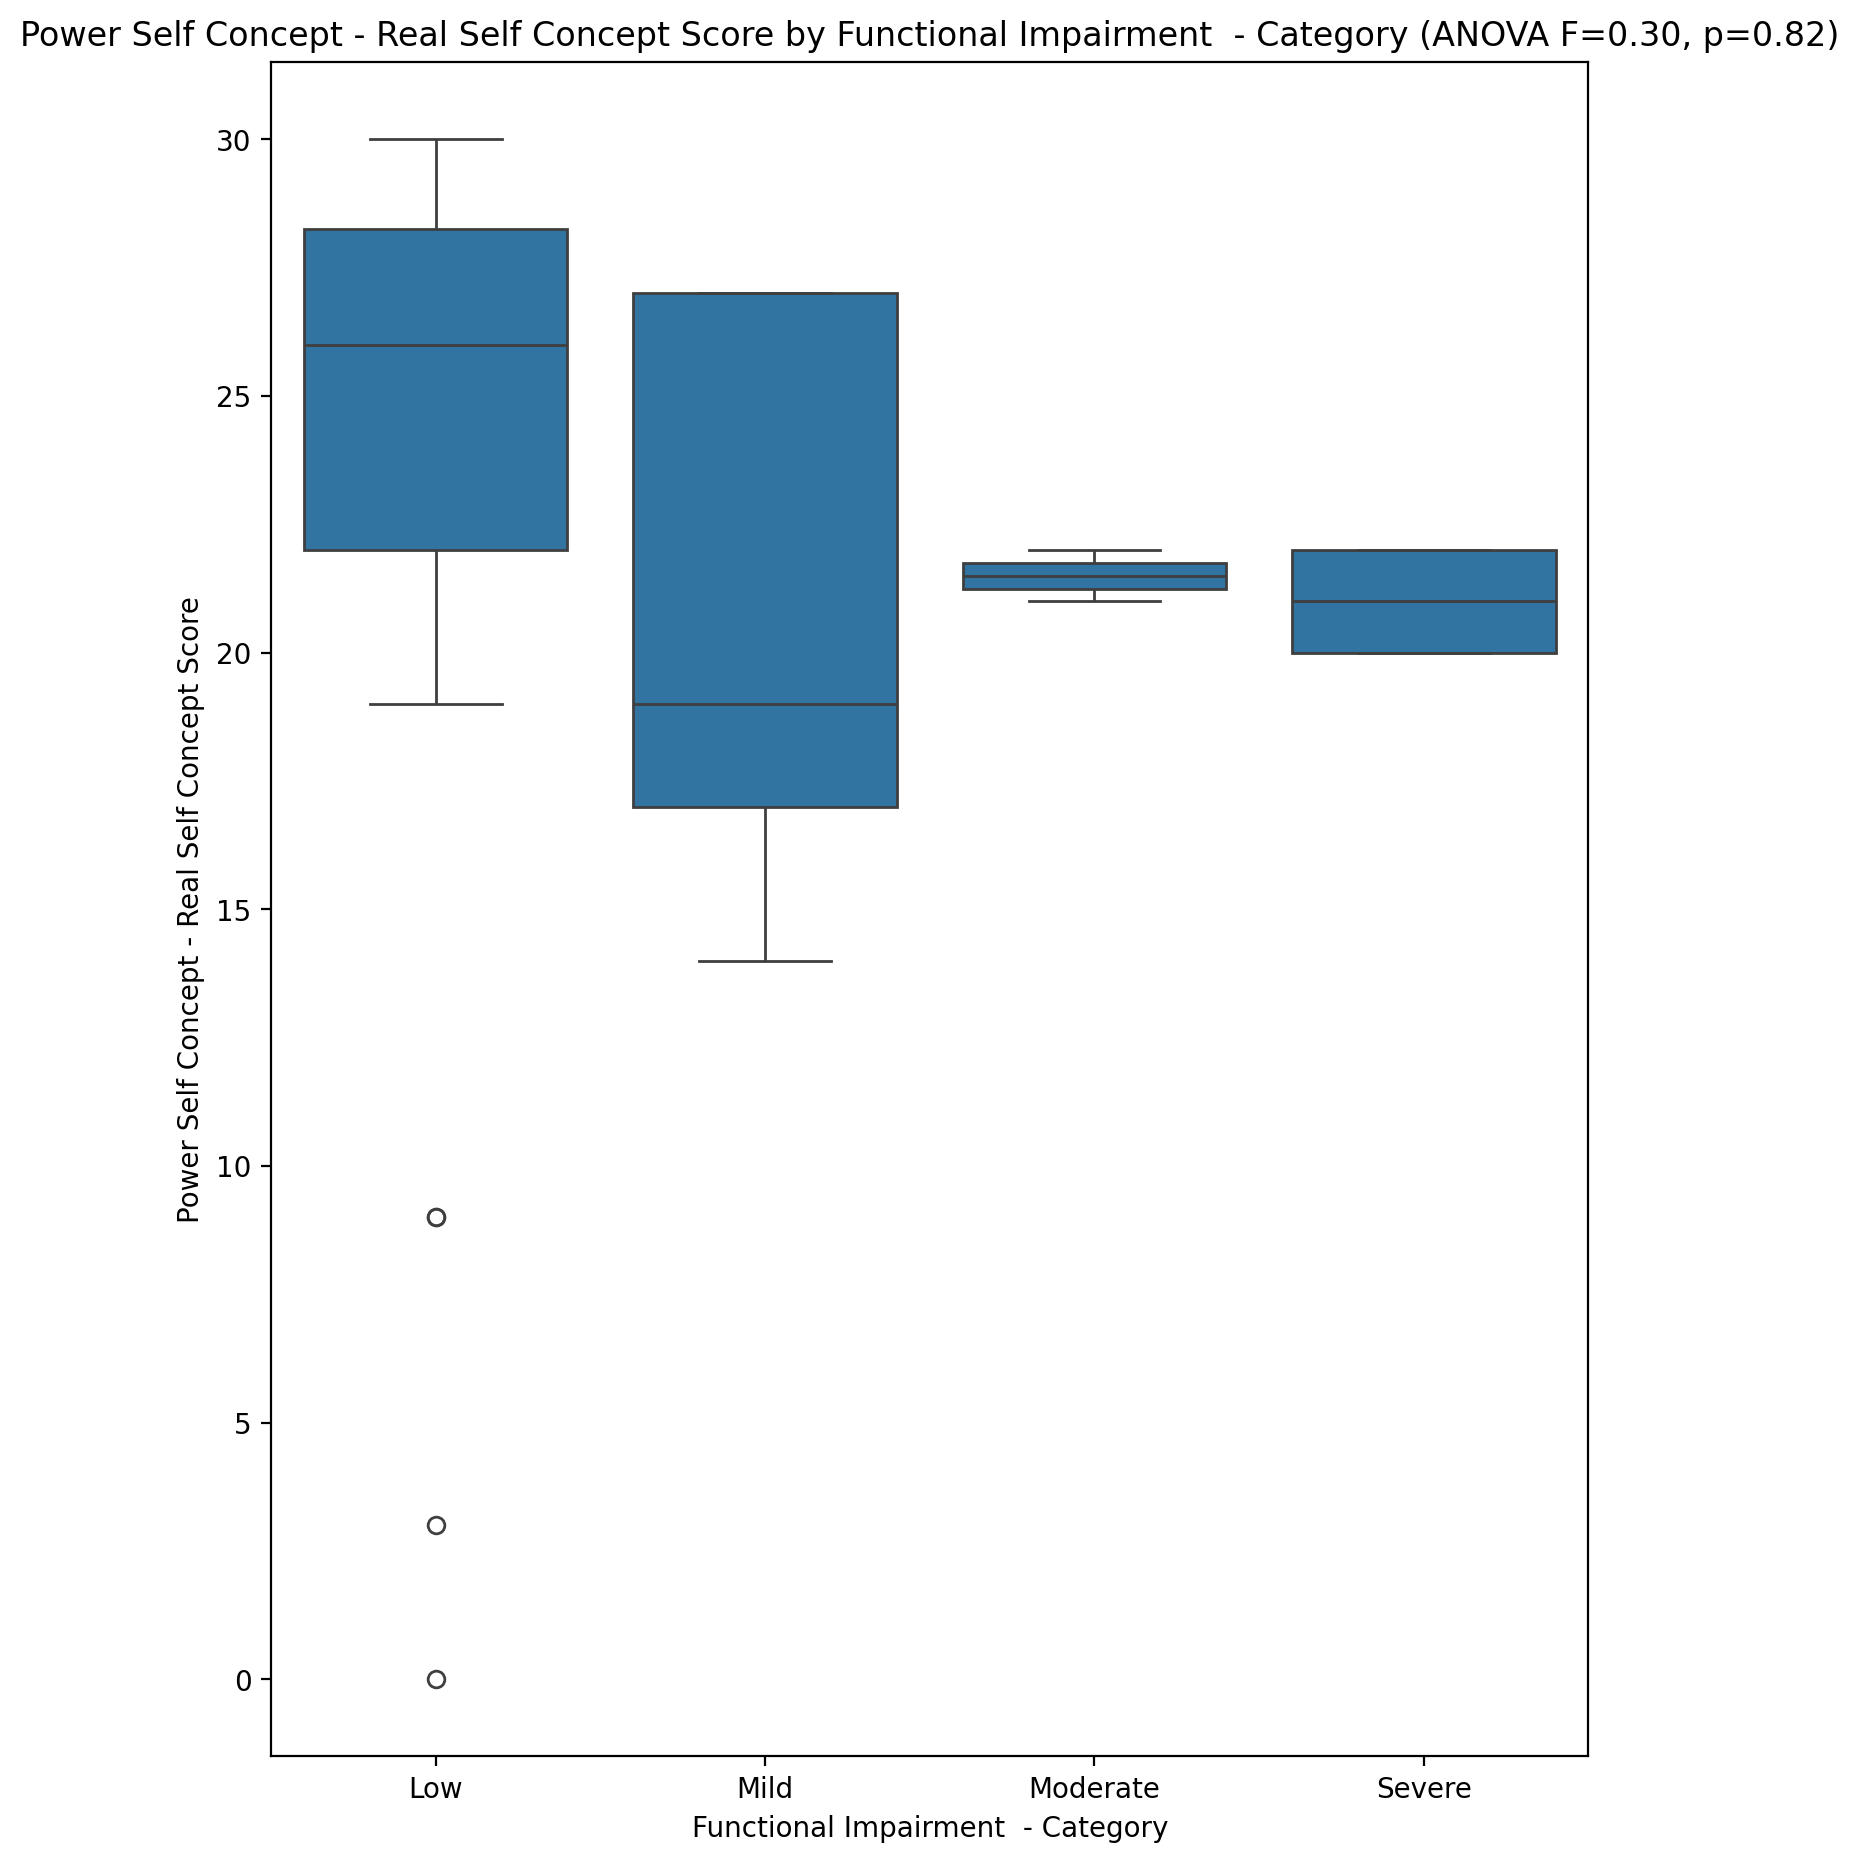 Power Self Concept - Real Self Concept Score by Functional Impairment  - Category (ANOVA F=0.30, p=0.82)
Power Self Concept - Real Self Concept Score
30
25
20
15
10
5
0
Low Mild Moderate Severe
Functional Impairment  - Category